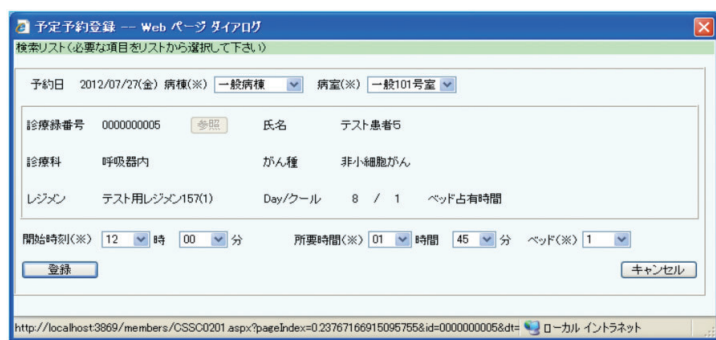 予定予約登録 -- Web ページ ダイアログ
検索リスト(必要な項目をリストから選択して下さい)
予約日 2012/07/27(金) 病棟(※) 一般病棟 病室(※) 一般101号室
診療録番号 0000000005 参照 氏名 テスト患者5
診療科 呼吸器内 がん種 非小細胞がん
レジメン テスト用レジメン157(1) Day/クール 8 / 1 ベッド占有時間
開始時刻(※) 12 時 00 分 所要時間(※) 01 時間 45 分 ベッド(※) 1
登録 キャンセル
http://localhost:3869/members/CSSC0201.aspx?pageIndex=0.23767166915095755&id=0000000005&dt= ローカル イントラネット